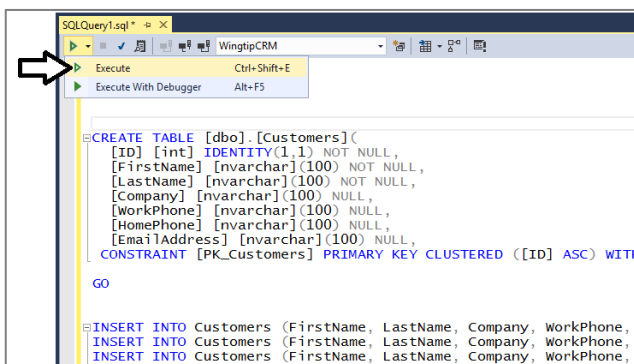 SQLQuery1.sql*
WingtipCRM
Execute Ctrl+Shift+E
Execute With Debugger Alt+F5
CREATE TABLE [dbo].[Customers](
[ID] [int] IDENTITY(1,1) NOT NULL,
[FirstName] [nvarchar](100) NOT NULL,
[LastName] [nvarchar](100) NOT NULL,
[Company] [nvarchar](100) NULL,
[WorkPhone] [nvarchar](100) NULL,
[HomePhone] [nvarchar](100) NULL,
[EmailAddress] [nvarchar](100) NULL,
CONSTRAINT [PK_Customers] PRIMARY KEY CLUSTERED ([ID] ASC) WITH
GO
INSERT INTO Customers (FirstName, LastName, Company, WorkPhone,
INSERT INTO Customers (FirstName, LastName, Company, WorkPhone,
INSERT INTO Customers (FirstName, LastName, Company, WorkPhone,